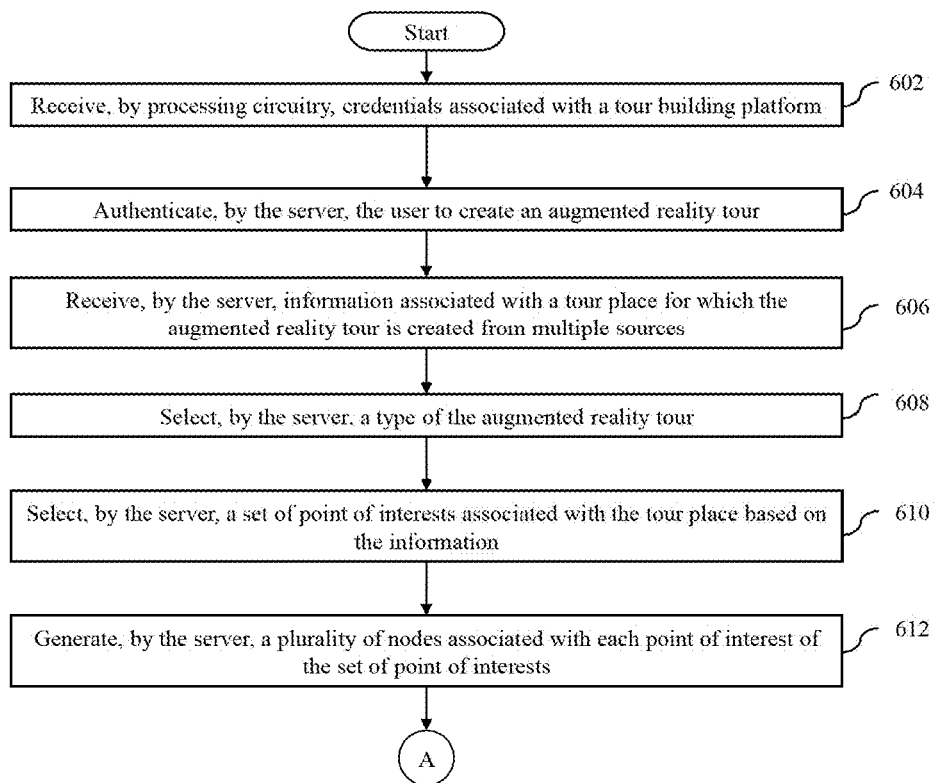 Start
Receive, by processing circuitry, credentials associated with a tour building platform
602
Authenticate, by the server, the user to create an augmented reality tour
604
Receive, by the server, information associated with a tour place for which the
augmented reality tour is created from multiple sources
606
Select, by the server, a type of the augmented reality tour
608
Select, by the server, a set of point of interests associated with the tour place based on
the information
610
Generate, by the server, a plurality of nodes associated with each point of interest of
the set of point of interests
612
A